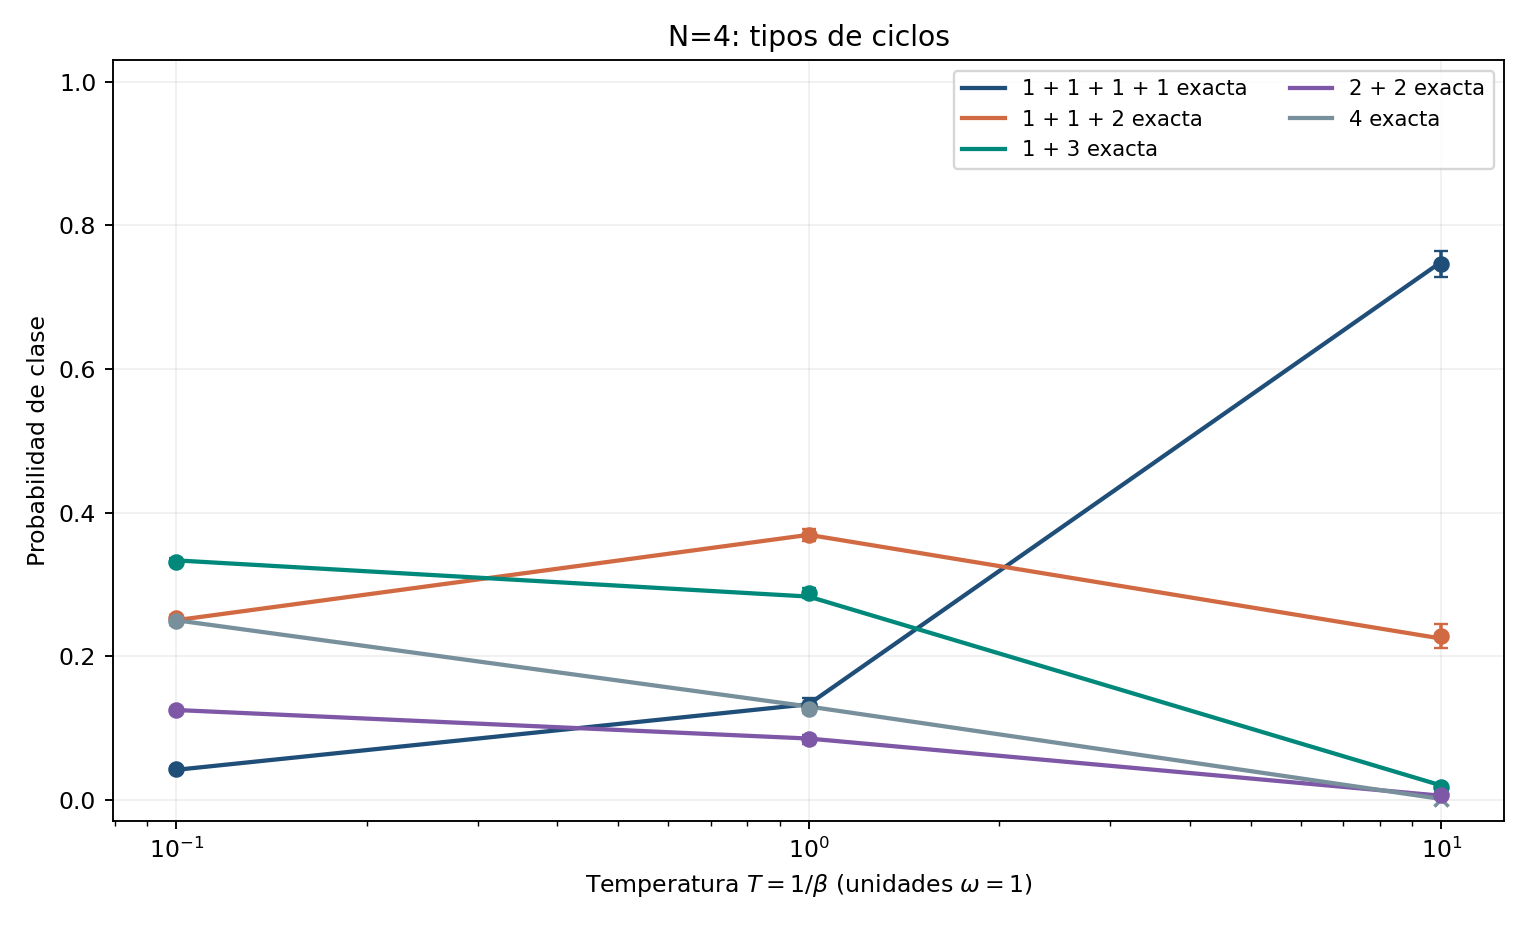 N=4: tipos de ciclos
1 + 1 + 1 + 1 exacta
1 + 1 + 2 exacta
1 + 3 exacta
2 + 2 exacta
4 exacta
Probabilidad de clase
1.0
0.8
0.6
0.4
0.2
0.0
10⁻¹
10⁰
10¹
Temperatura T = 1/β (unidades ω = 1)